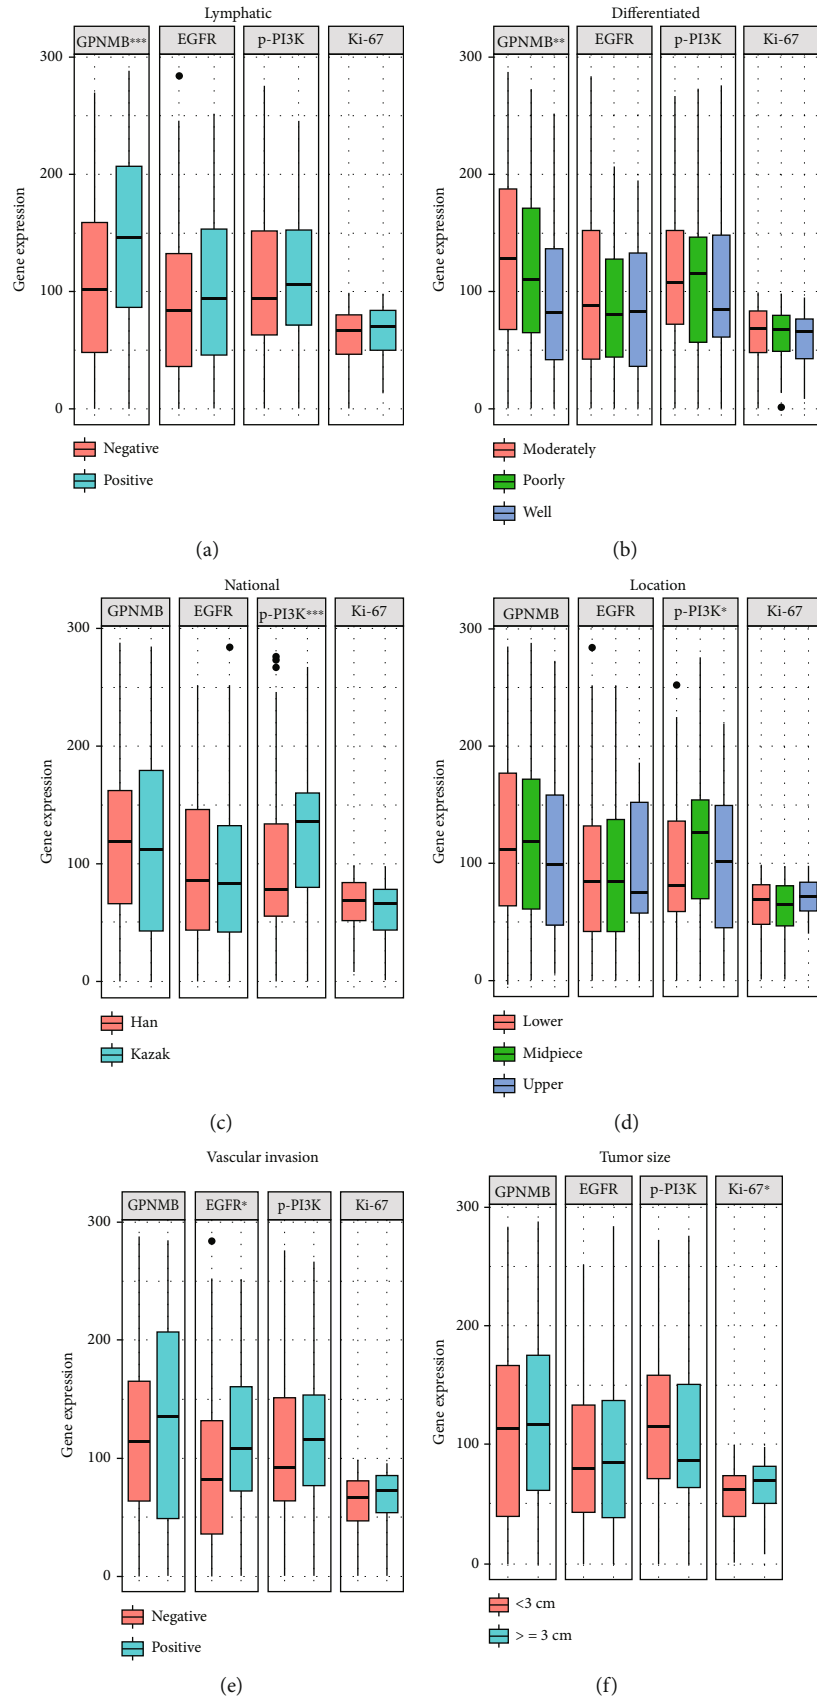 Lymphatic
GPNMB*** EGFR p-PI3K Ki-67
300
200
100
0
Gene expression
Negative
Positive
(a)
Differentiated
GPNMB** EGFR p-PI3K Ki-67
300
200
100
0
Gene expression
Moderately
Poorly
Well
(b)
National
GPNMB EGFR p-PI3K*** Ki-67
300
200
100
0
Gene expression
Han
Kazak
(c)
Location
GPNMB EGFR p-PI3K* Ki-67
300
200
100
0
Gene expression
Lower
Midpiece
Upper
(d)
Vascular invasion
GPNMB EGFR* p-PI3K Ki-67
300
200
100
0
Gene expression
Negative
Positive
(e)
Tumor size
GPNMB EGFR p-PI3K Ki-67*
300
200
100
0
Gene expression
<3 cm
> = 3 cm
(f)